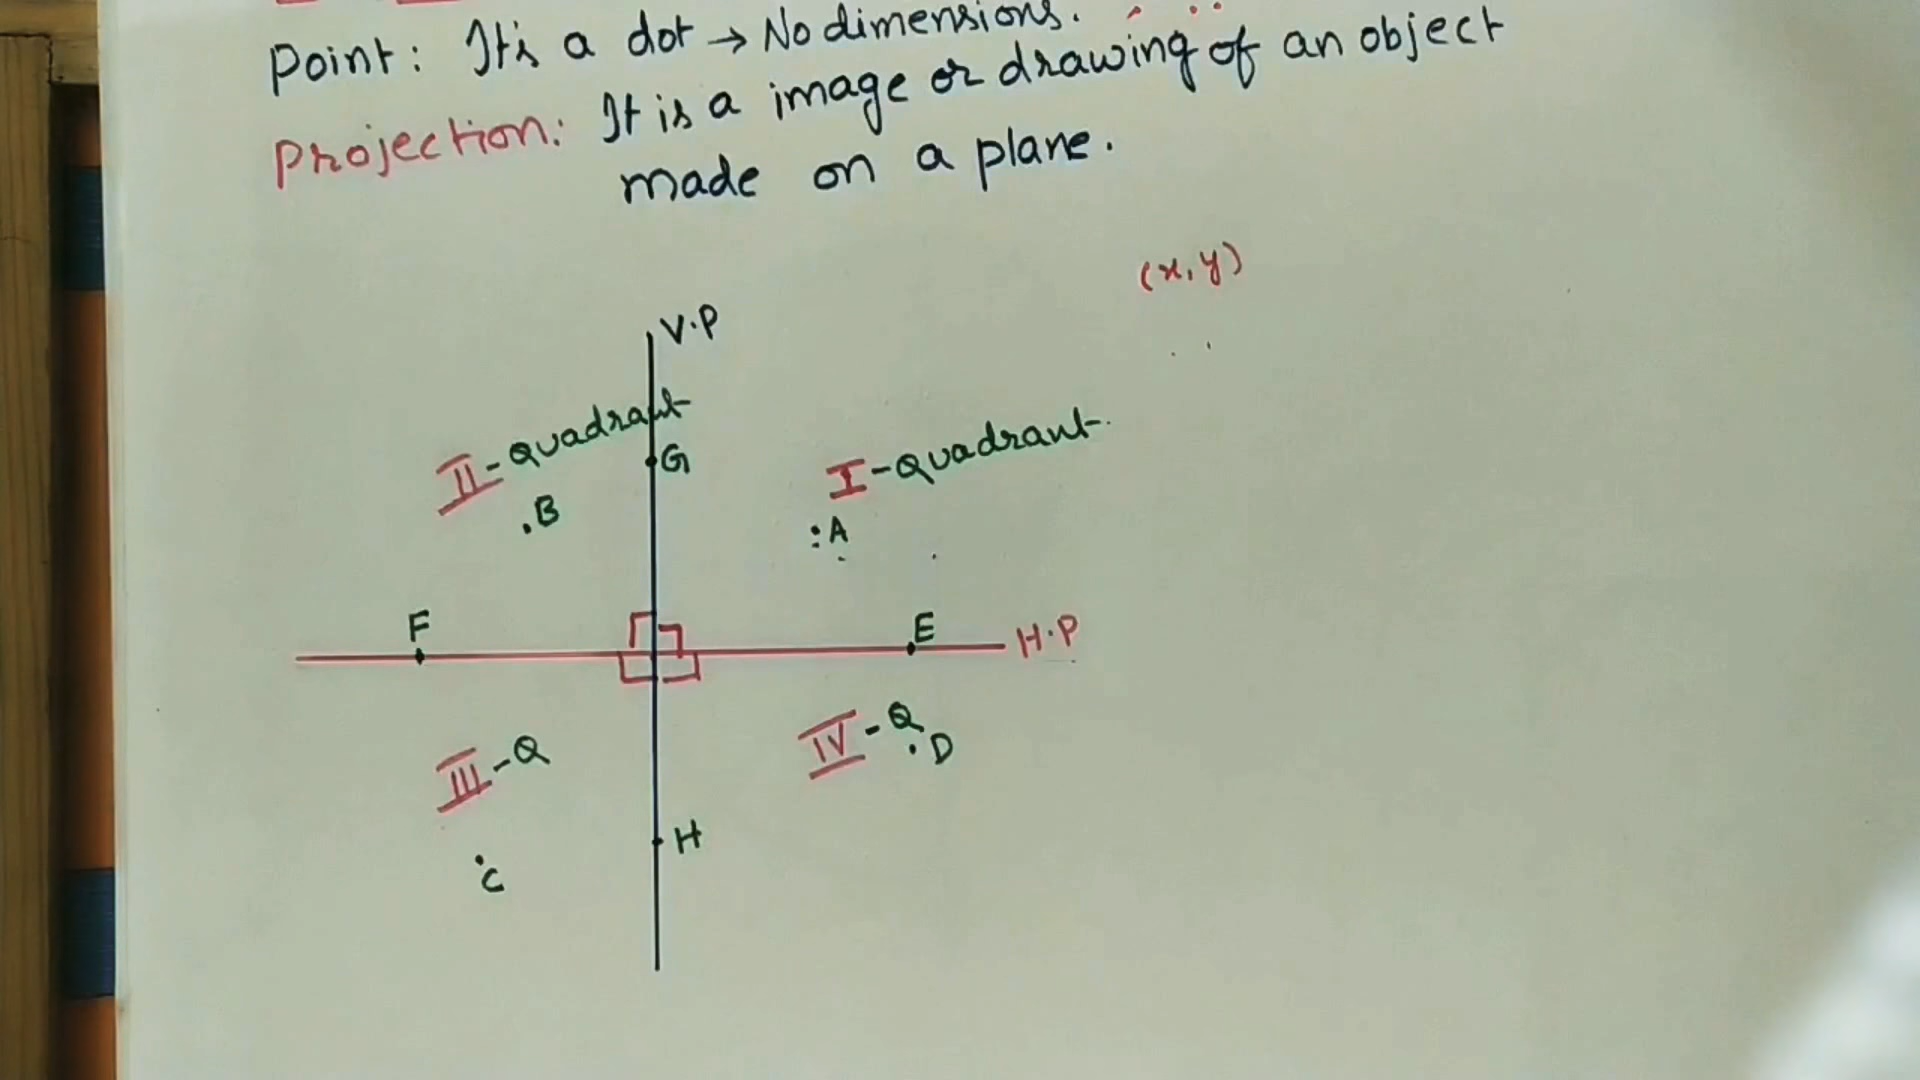 Point: It's a dot → No dimensions.
Projection: It is a image or drawing of an object
made on a plane.
(x, y)
V.P
II-Quadrant
G
I-Quadrant.
.B
:A
F
E
H.P
III-Q
IV-Q
.D
H
C